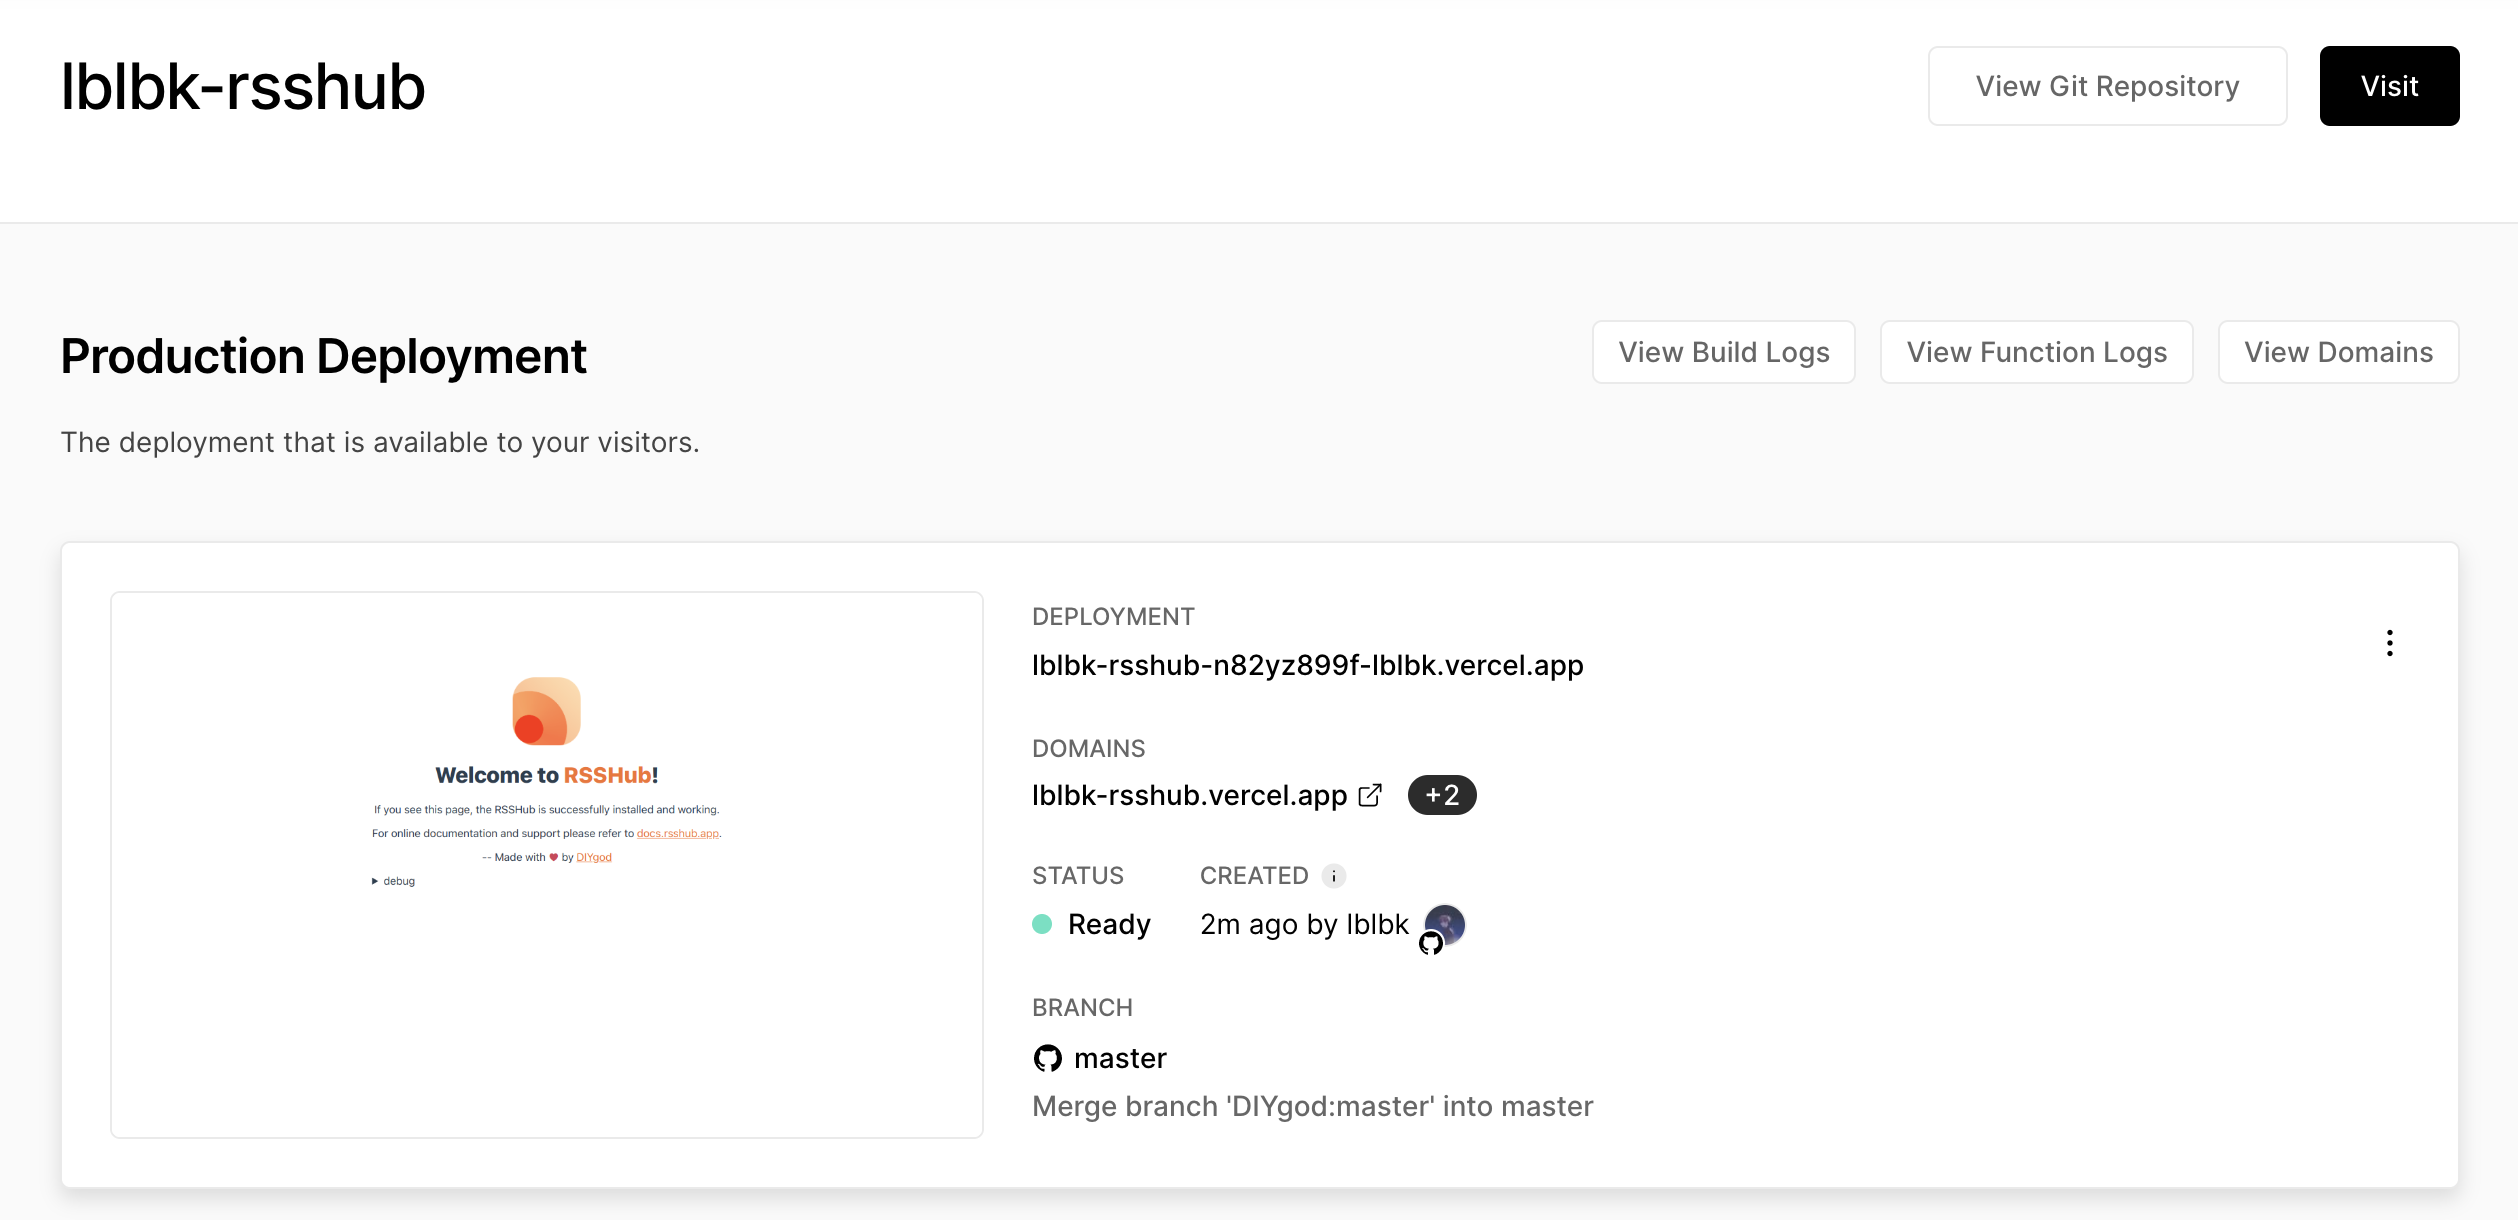 lblbk-rsshub
View Git Repository
Visit
Production Deployment
View Build Logs
View Function Logs
View Domains
The deployment that is available to your visitors.
Welcome to RSSHub!
If you see this page, the RSSHub is successfully installed and working.
For online documentation and support please refer to docs.rsshub.app.
-- Made with ❤ by DIYgod
▶ debug
DEPLOYMENT
lblbk-rsshub-n82yz899f-lblbk.vercel.app
DOMAINS
lblbk-rsshub.vercel.app +2
STATUS
CREATED
Ready
2m ago by lblbk
BRANCH
master
Merge branch 'DIYgod:master' into master